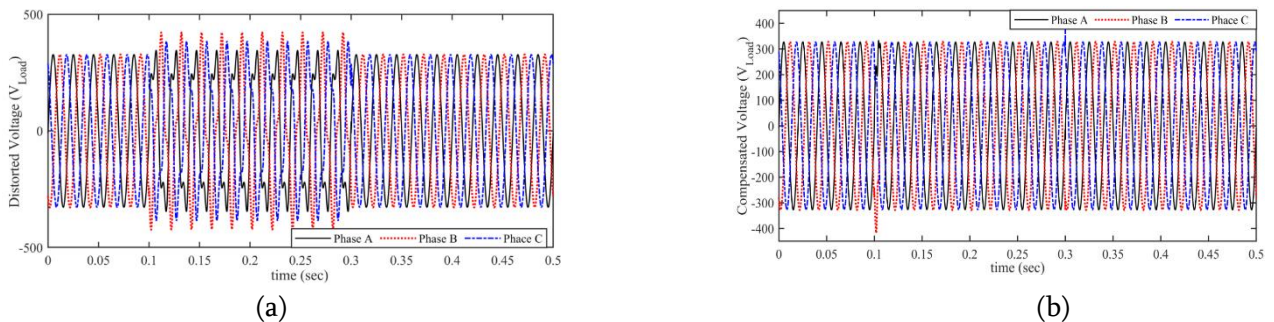 Distorted Voltage (V_Load)
500
0
-500
Phase A Phase B Phace C
0 0.05 0.1 0.15 0.2 0.25 0.3 0.35 0.4 0.45 0.5
time (sec)
(a)
Compensated Voltage (V_Load)
400
300
200
100
0
-100
-200
-300
-400
Phase A Phase B Phace C
0 0.05 0.1 0.15 0.2 0.25 0.3 0.35 0.4 0.45 0.5
time (sec)
(b)